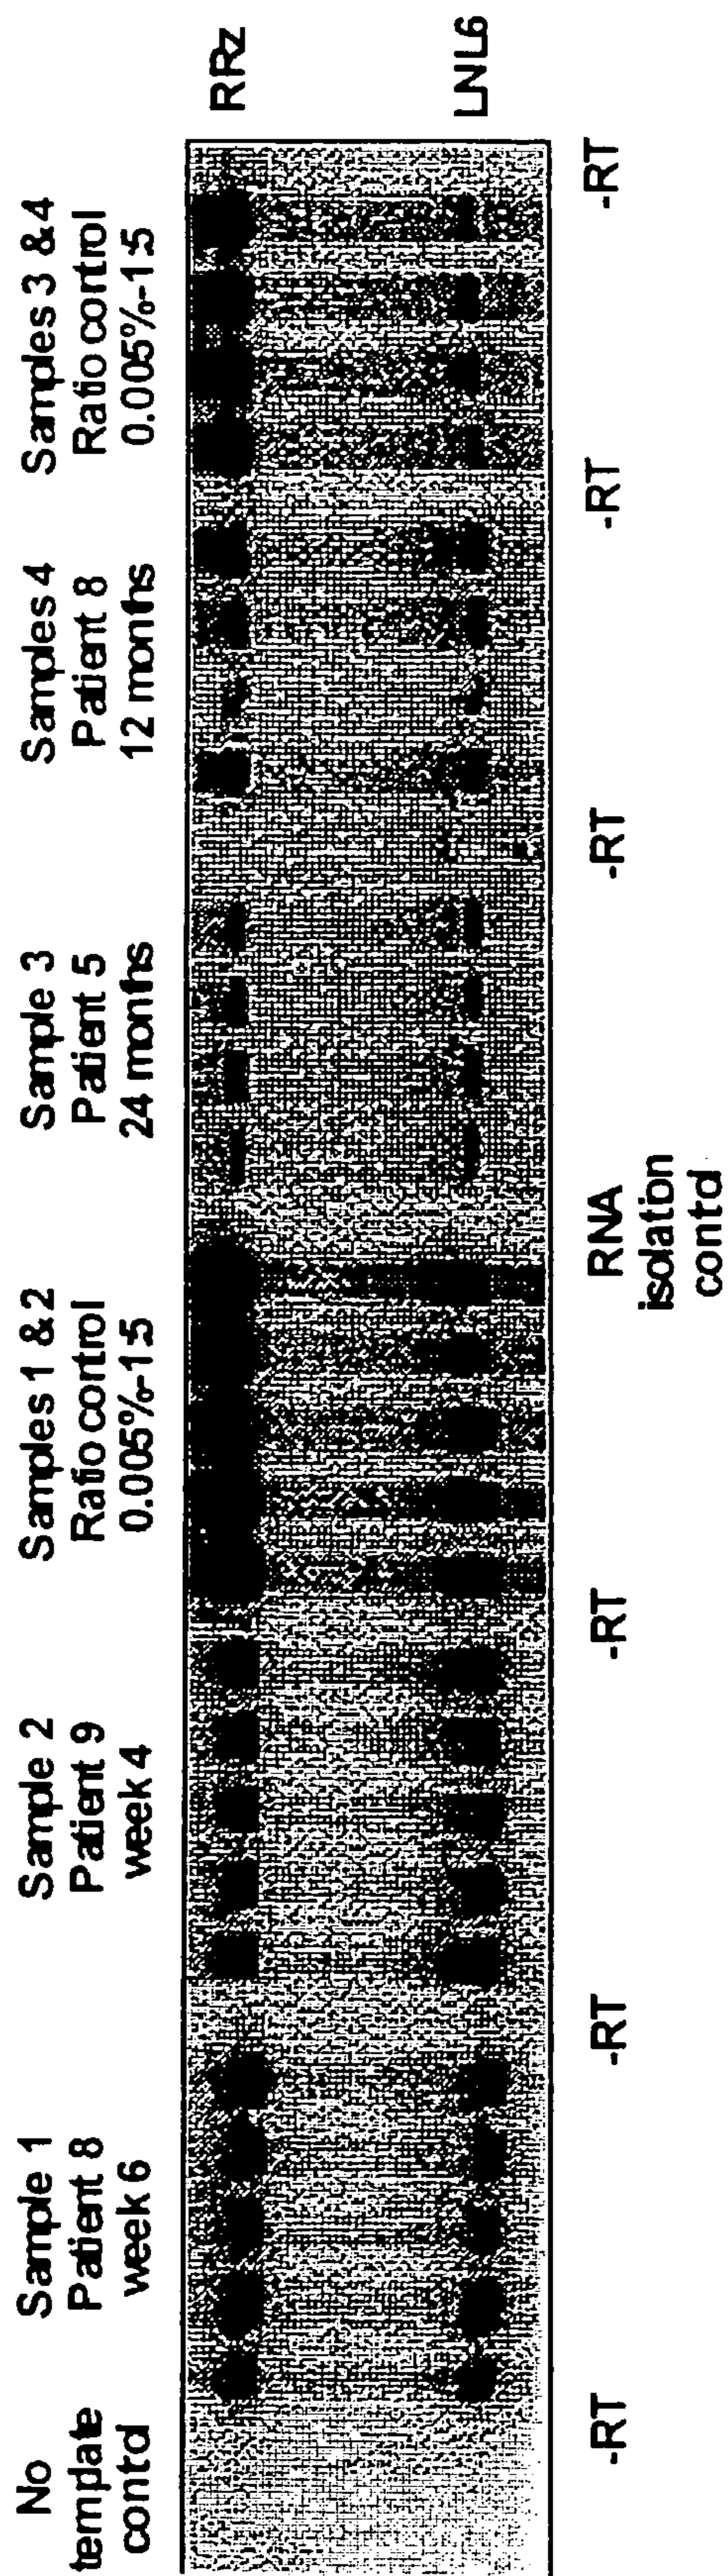 No
template
contd
Sample 1
Patient 8
week 6
Sample 2
Patient 9
week 4
Samples 1 & 2
Ratio control
0.005%-1:5
Sample 3
Patient 5
24 months
Samples 4
Patient 8
12 months
Samples 3 & 4
Ratio control
0.005%-1:5
RRz
LNL6
-RT
-RT
-RT
RNA
isolation
contd
-RT
-RT
-RT